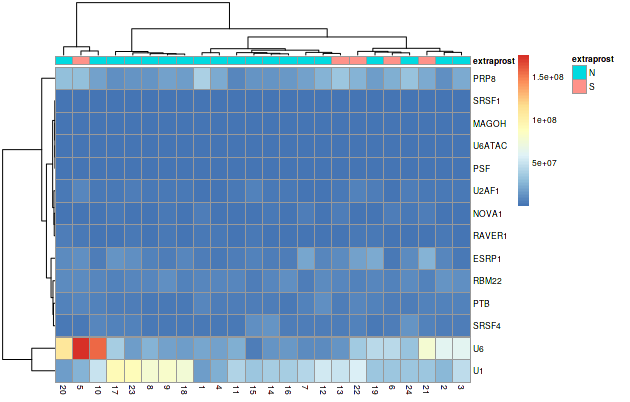 extraprost
extraprost
N
S
1.5e+08
1e+08
5e+07
PRP8
SRSF1
MAGOH
U6ATAC
PSF
U2AF1
NOVA1
RAVER1
ESRP1
RBM22
PTB
SRSF4
U6
U1
20 5 10 17 23 8 9 18 1 4 11 15 14 16 7 12 13 22 19 6 24 21 2 3